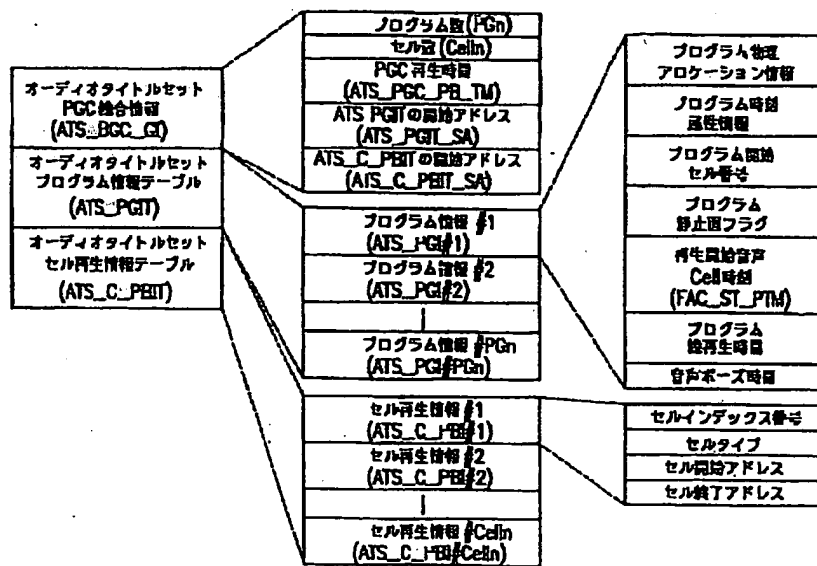 オーディオタイトルセット
PGC総合情報
(ATS_BGC_GI)
オーディオタイトルセット
プログラム情報テーブル
(ATS_PGIT)
オーディオタイトルセット
セル再生情報テーブル
(ATS_C_PBIT)
プログラム数(PGn)
セル数(Celln)
PGC再生時間
(ATS_PGC_PB_TM)
ATS PGITの開始アドレス
(ATS_PGIT_SA)
ATS_C_PBITの開始アドレス
(ATS_C_PBIT_SA)
プログラム情報 #1
(ATS_PGI#1)
プログラム情報 #2
(ATS_PGI#2)
プログラム情報 #PGn
(ATS_PGI#PGn)
セル再生情報 #1
(ATS_C_PBI#1)
セル再生情報 #2
(ATS_C_PBI#2)
セル再生情報 #Celln
(ATS_C_PBI#Celln)
プログラム物理
アロケーション情報
プログラム時刻
属性情報
プログラム開始
セル番号
プログラム
静止画フラグ
再生開始音声
Cell時刻
(FAC_ST_PTM)
プログラム
総再生時間
音声ポーズ時間
セルインデックス番号
セルタイプ
セル開始アドレス
セル終了アドレス